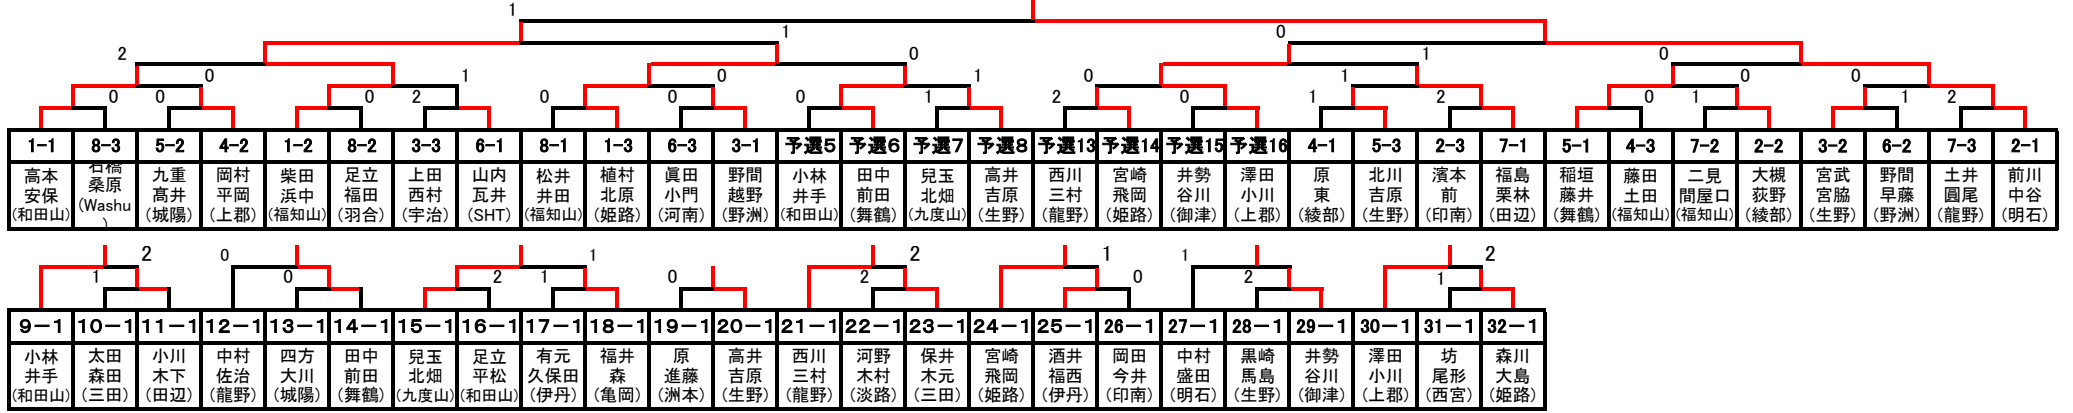 1
1 0
2 0 1 0
0 1 0 1 0 1 0 0
0 0 0 2 0 0 0 1 2 0 1 2 0 1 1 2
1-1 8-3 5-2 4-2 1-2 8-2 3-3 6-1 8-1 1-3 6-3 3-1 予選5 予選6 予選7 予選8 予選13 予選14 予選15 予選16 4-1 5-3 2-3 7-1 5-1 4-3 7-2 2-2 3-2 6-2 7-3 2-1
高本 石橋 九重 岡村 柴田 足立 上田 山内 松井 植村 眞田 野間 小林 田中 兒玉 高井 西川 宮崎 井勢 澤田 原 北川 濱本 福島 稲垣 藤田 二見 大槻 宮武 野間 土井 前川
安保 桑原 髙井 平岡 浜中 福田 西村 瓦井 井田 北原 小門 越野 井手 前田 北畑 吉原 三村 飛岡 谷川 小川 東 吉原 前 栗林 藤井 土田 間屋口 荻野 宮脇 早藤 圓尾 中谷
(和田山) (Washu (城陽) (上郡) (福知山) (羽合) (宇治) (SHT) (福知山) (姫路) (河南) (野洲) (和田山) (舞鶴) (九度山) (生野) (龍野) (姫路) (御津) (上郡) (綾部) (生野) (印南) (田辺) (舞鶴) (福知山) (福知山) (綾部) (生野) (野洲) (龍野) (明石)
)
2 0 1 2 1 1 2
1 0 2 1 0 2 0 2 1
9-1 10-1 11-1 12-1 13-1 14-1 15-1 16-1 17-1 18-1 19-1 20-1 21-1 22-1 23-1 24-1 25-1 26-1 27-1 28-1 29-1 30-1 31-1 32-1
小林 太田 小川 中村 四方 田中 兒玉 足立 有元 福井 原 高井 西川 河野 保井 宮崎 酒井 岡田 中村 黒崎 井勢 澤田 坊 森川
井手 森田 木下 佐治 大川 前田 北畑 平松 久保田 森 進藤 吉原 三村 木村 木元 飛岡 福西 今井 盛田 馬島 谷川 小川 尾形 大島
(和田山) (三田) (田辺) (龍野) (城陽) (舞鶴) (九度山) (和田山) (伊丹) (亀岡) (洲本) (生野) (龍野) (淡路) (三田) (姫路) (伊丹) (印南) (明石) (生野) (御津) (上郡) (西宮) (姫路)